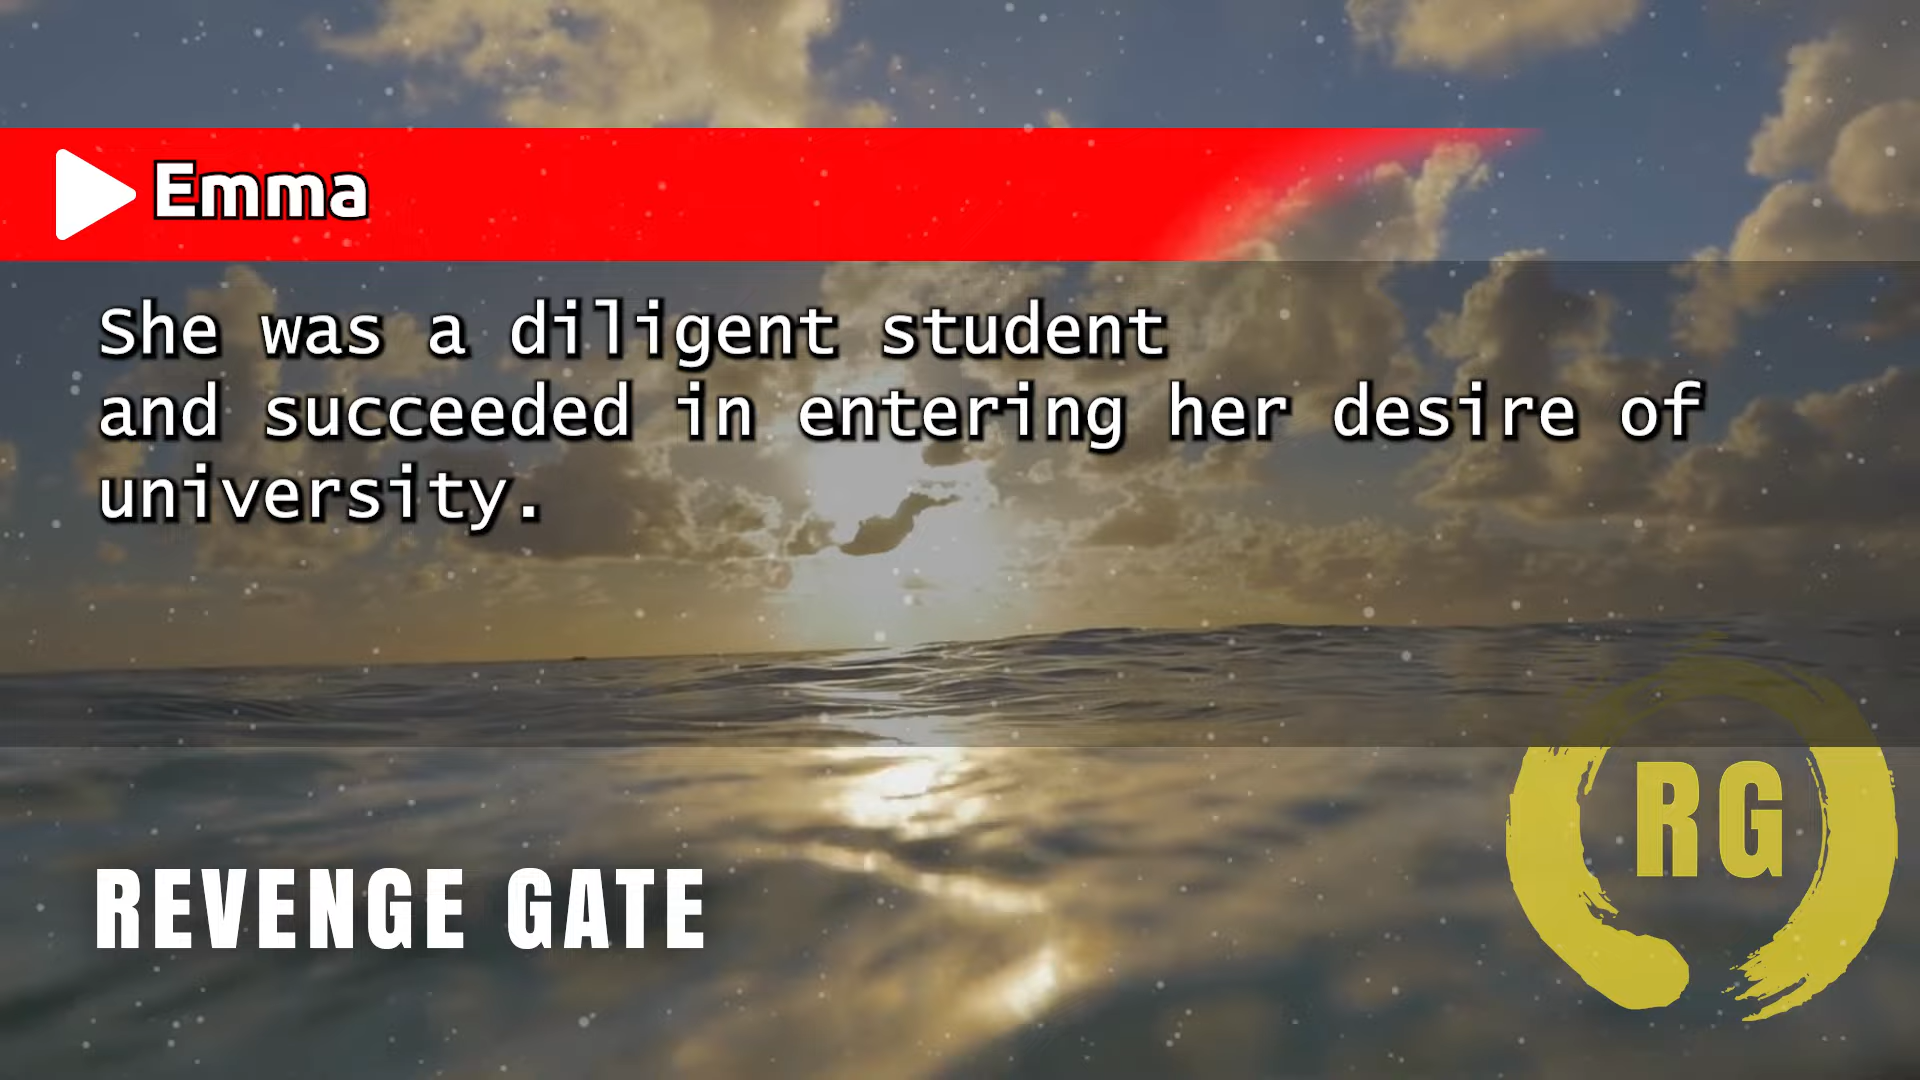 Emma
She was a diligent student
and succeeded in entering her desire of
university.
RG
REVENGE GATE